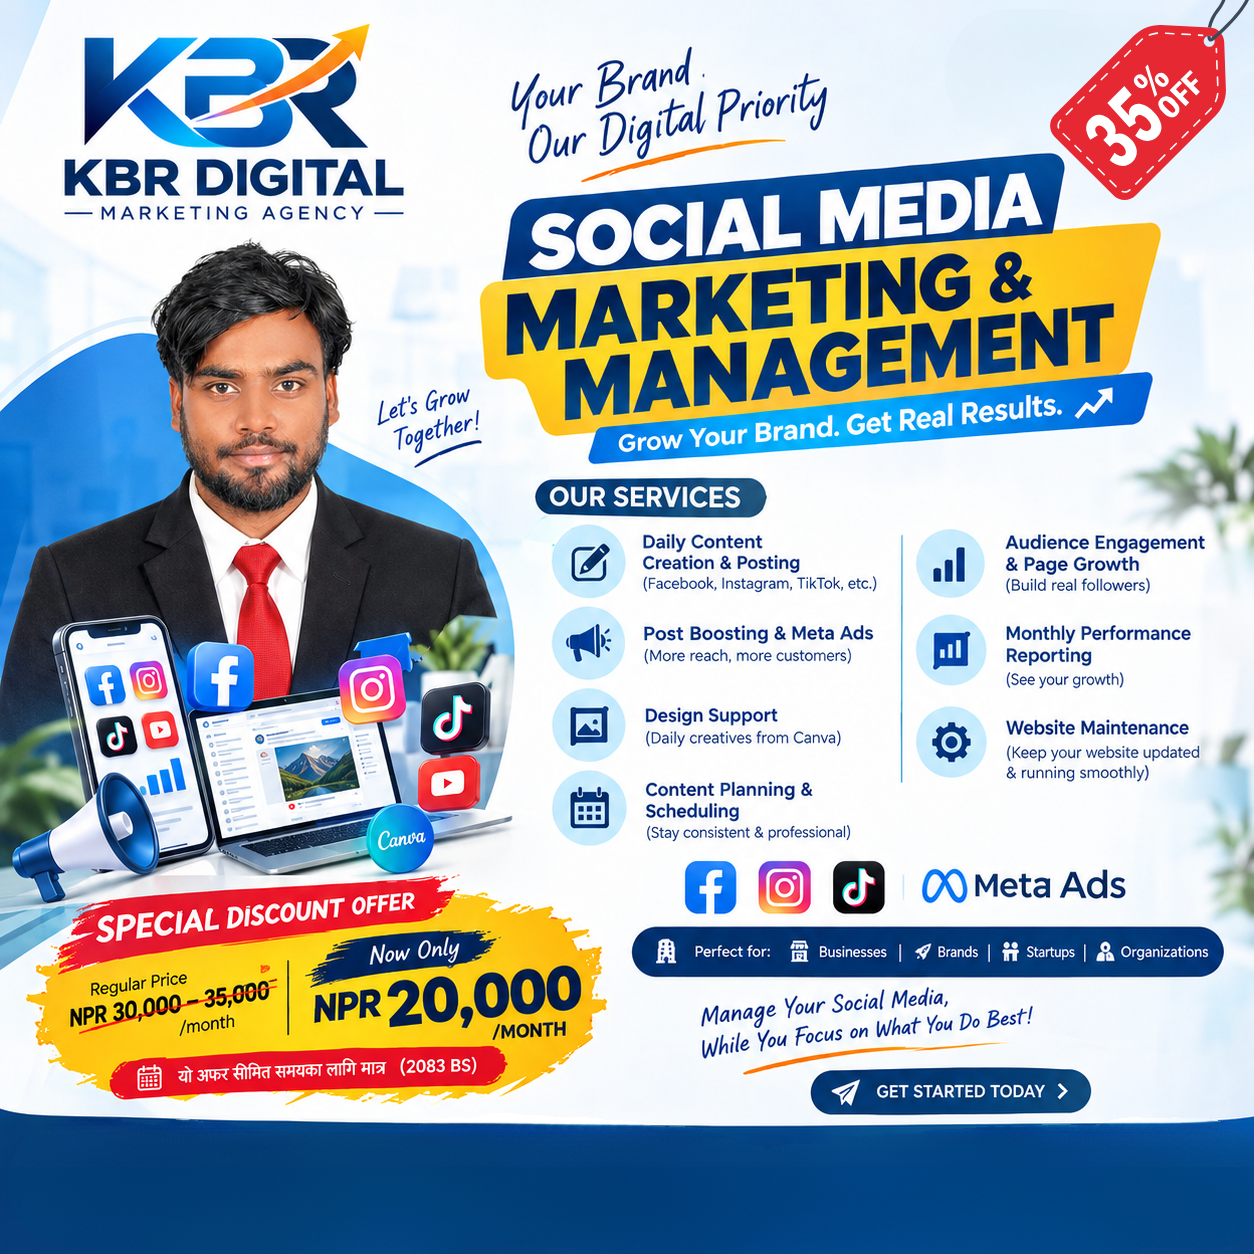 KBR
KBR DIGITAL
MARKETING AGENCY
Your Brand
Our Digital Priority
35%
OFF
SOCIAL MEDIA
MARKETING &
MANAGEMENT
Grow Your Brand. Get Real Results.
Let's Grow
Together!
OUR SERVICES
Daily Content
Creation & Posting
(Facebook, Instagram, TikTok, etc.)
Post Boosting & Meta Ads
(More reach, more customers)
Design Support
(Daily creatives from Canva)
Content Planning &
Scheduling
(Stay consistent & professional)
Audience Engagement
& Page Growth
(Build real followers)
Monthly Performance
Reporting
(See your growth)
Website Maintenance
(Keep your website updated
& running smoothly)
Canva
Meta Ads
SPECIAL DISCOUNT OFFER
Regular Price
NPR 30,000 – 35,000
/month
Now Only
NPR 20,000
/MONTH
यो अफर सीमित समयका लागि मात्र (2083 BS)
Perfect for: Businesses | Brands | Startups | Organizations
Manage Your Social Media,
While You Focus on What You Do Best!
GET STARTED TODAY